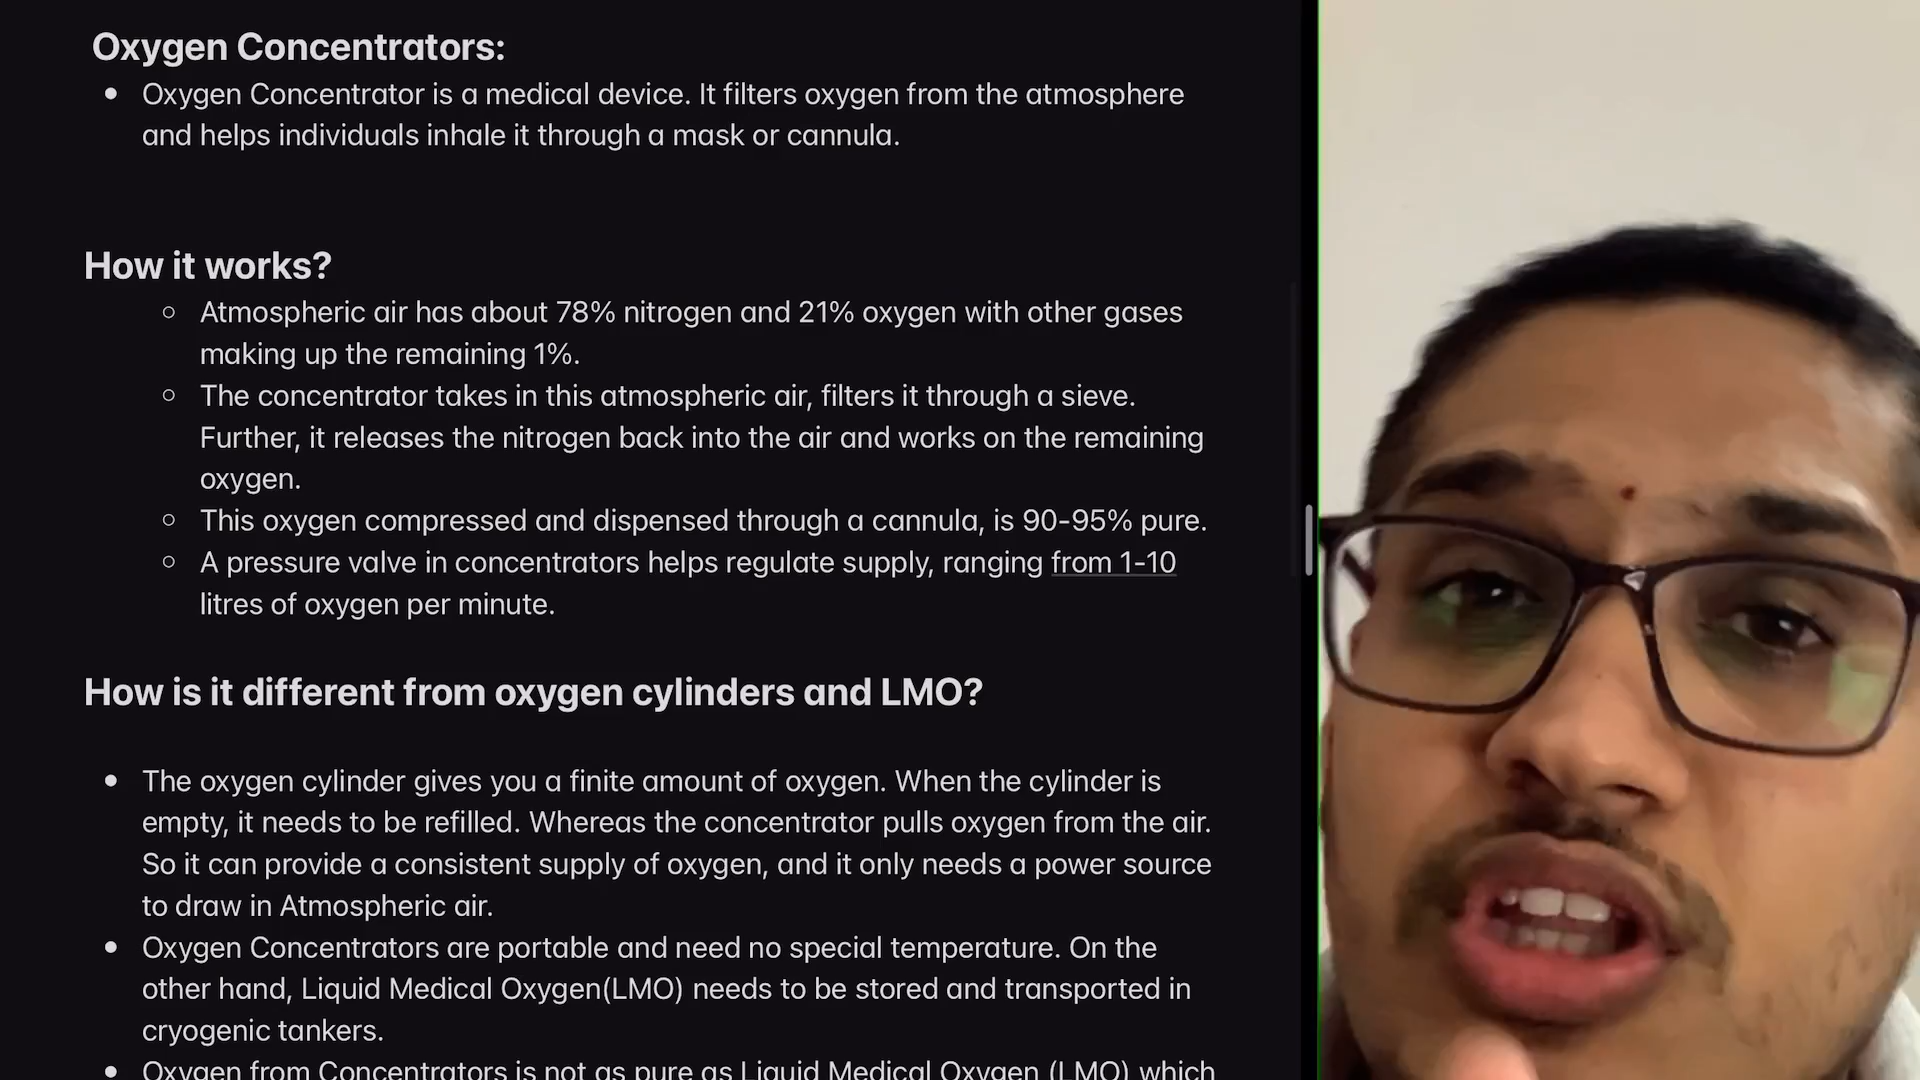 Oxygen Concentrators:
• Oxygen Concentrator is a medical device. It filters oxygen from the atmosphere
and helps individuals inhale it through a mask or cannula.
How it works?
○ Atmospheric air has about 78% nitrogen and 21% oxygen with other gases
making up the remaining 1%.
○ The concentrator takes in this atmospheric air, filters it through a sieve.
Further, it releases the nitrogen back into the air and works on the remaining
oxygen.
○ This oxygen compressed and dispensed through a cannula, is 90-95% pure.
○ A pressure valve in concentrators helps regulate supply, ranging from 1-10
litres of oxygen per minute.
How is it different from oxygen cylinders and LMO?
• The oxygen cylinder gives you a finite amount of oxygen. When the cylinder is
empty, it needs to be refilled. Whereas the concentrator pulls oxygen from the air.
So it can provide a consistent supply of oxygen, and it only needs a power source
to draw in Atmospheric air.
• Oxygen Concentrators are portable and need no special temperature. On the
other hand, Liquid Medical Oxygen(LMO) needs to be stored and transported in
cryogenic tankers.
• Oxygen from Concentrators is not as pure as Liquid Medical Oxygen (LMO) which